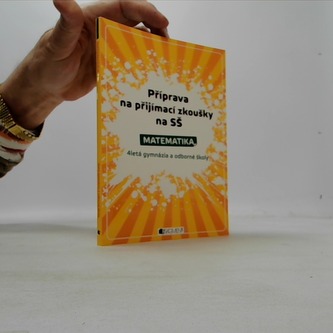 Příprava
na přijímací zkoušky
na SŠ
MATEMATIKA
4letá gymnázia a odborné školy